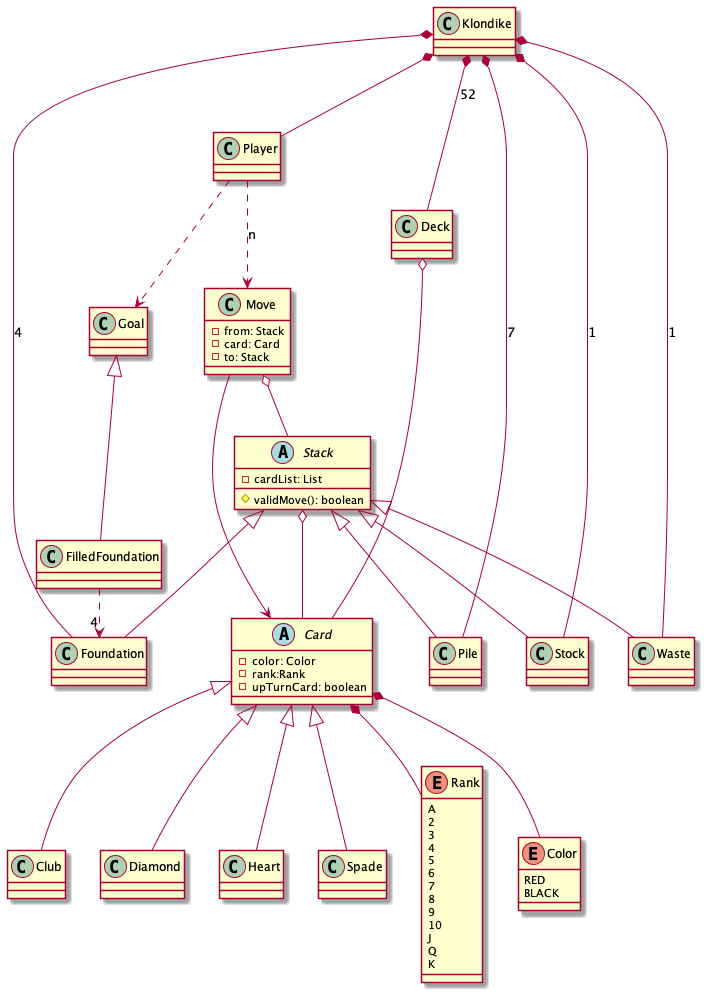 C Klondike
52
C Player
C Deck
n
C Goal
C Move
from: Stack
card: Card
to: Stack
4
7
1
1
A Stack
cardList: List
validMove(): boolean
C FilledFoundation
4
C Foundation
A Card
color: Color
rank:Rank
upTurnCard: boolean
C Pile
C Stock
C Waste
E Rank
A
2
3
4
5
6
7
8
9
10
J
Q
K
C Club
C Diamond
C Heart
C Spade
E Color
RED
BLACK